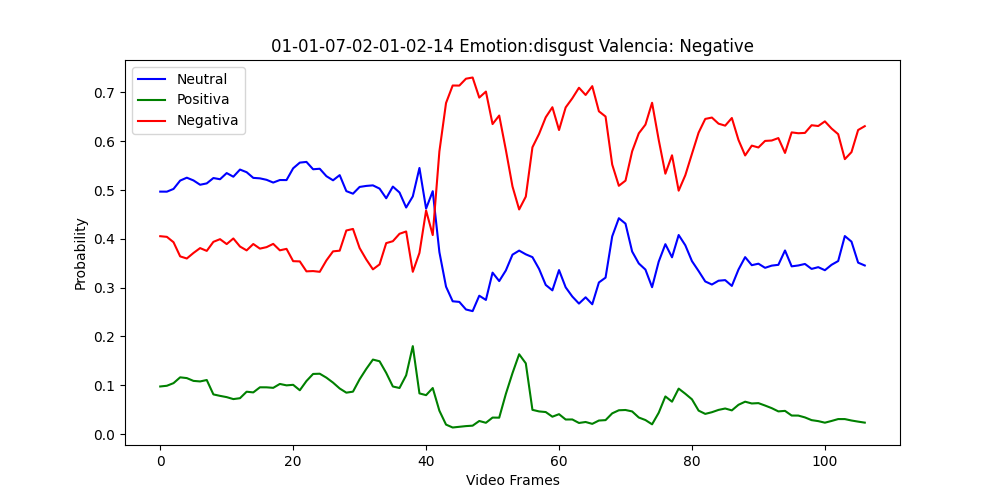 01-01-07-02-01-02-14 Emotion:disgust Valencia: Negative
Neutral
Positiva
Negativa
Probability
0.7
0.6
0.5
0.4
0.3
0.2
0.1
0.0
0 20 40 60 80 100
Video Frames